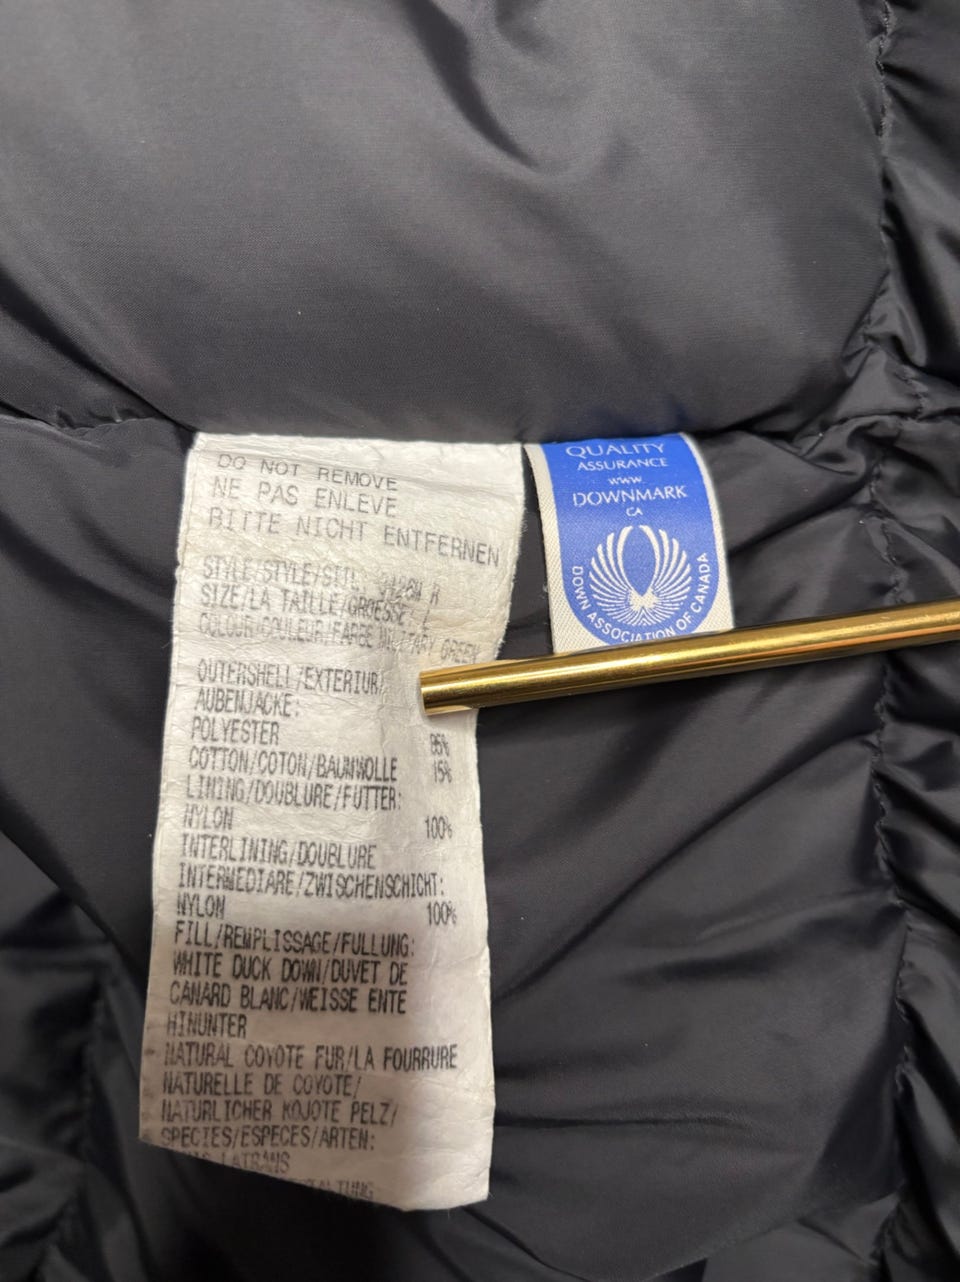 DO NOT REMOVE
NE PAS ENLEVE
BITTE NICHT ENTFERNEN
STYLE/STYLE/STIL R
SIZE/LA TAILLE/GROESSE: L
COLOUR/COULEUR/FARBE MILITARY GREEN
OUTERSHELL/EXTERIUR/
AUBENJACKE:
POLYESTER 85%
COTTON/COTON/BAUMWOLLE 15%
LINING/DOUBLURE/FUTTER:
NYLON 100%
INTERLINING/DOUBLURE
INTERMEDIARE/ZWISCHENSCHICHT:
NYLON 100%
FILL/REMPLISSAGE/FULLUNG:
WHITE DUCK DOWN/DUVET DE
CANARD BLANC/WEISSE ENTE
HINUNTER
NATURAL COYOTE FUR/LA FOURRURE
NATURELLE DE COYOTE/
NATURLICHER KOJOTE PELZ/
SPECIES/ESPECES/ARTEN:
LATRANS
QUALITY
ASSURANCE
www
DOWNMARK
CA
DOWN ASSOCIATION OF CANADA